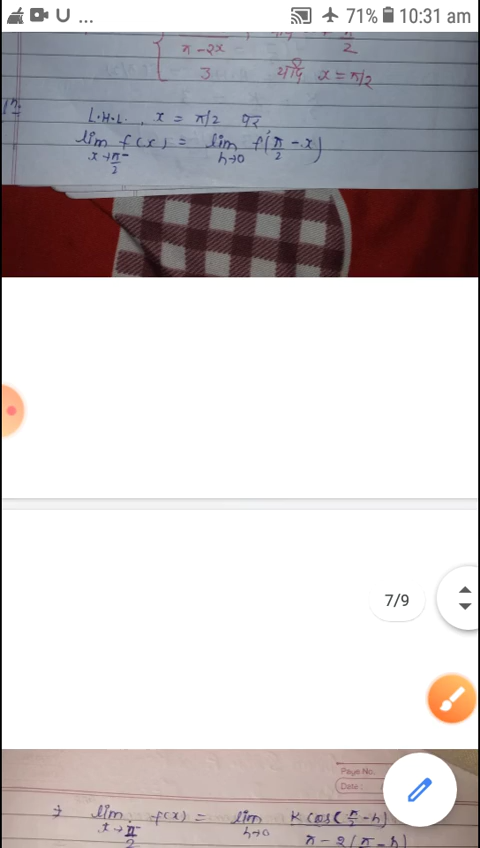 U ... 71% 10:31 am
π-2x 2
3 यदि x = π/2
L.H.L. , x = π/2 पर
lim f(x) = lim f(π/2 - x)
x→π/2⁻ h→0
7/9
Page No.
Date :
→ lim f(x) = lim K cos(π/2 - h)
x→π/2 h→0 π - 2(π - h)